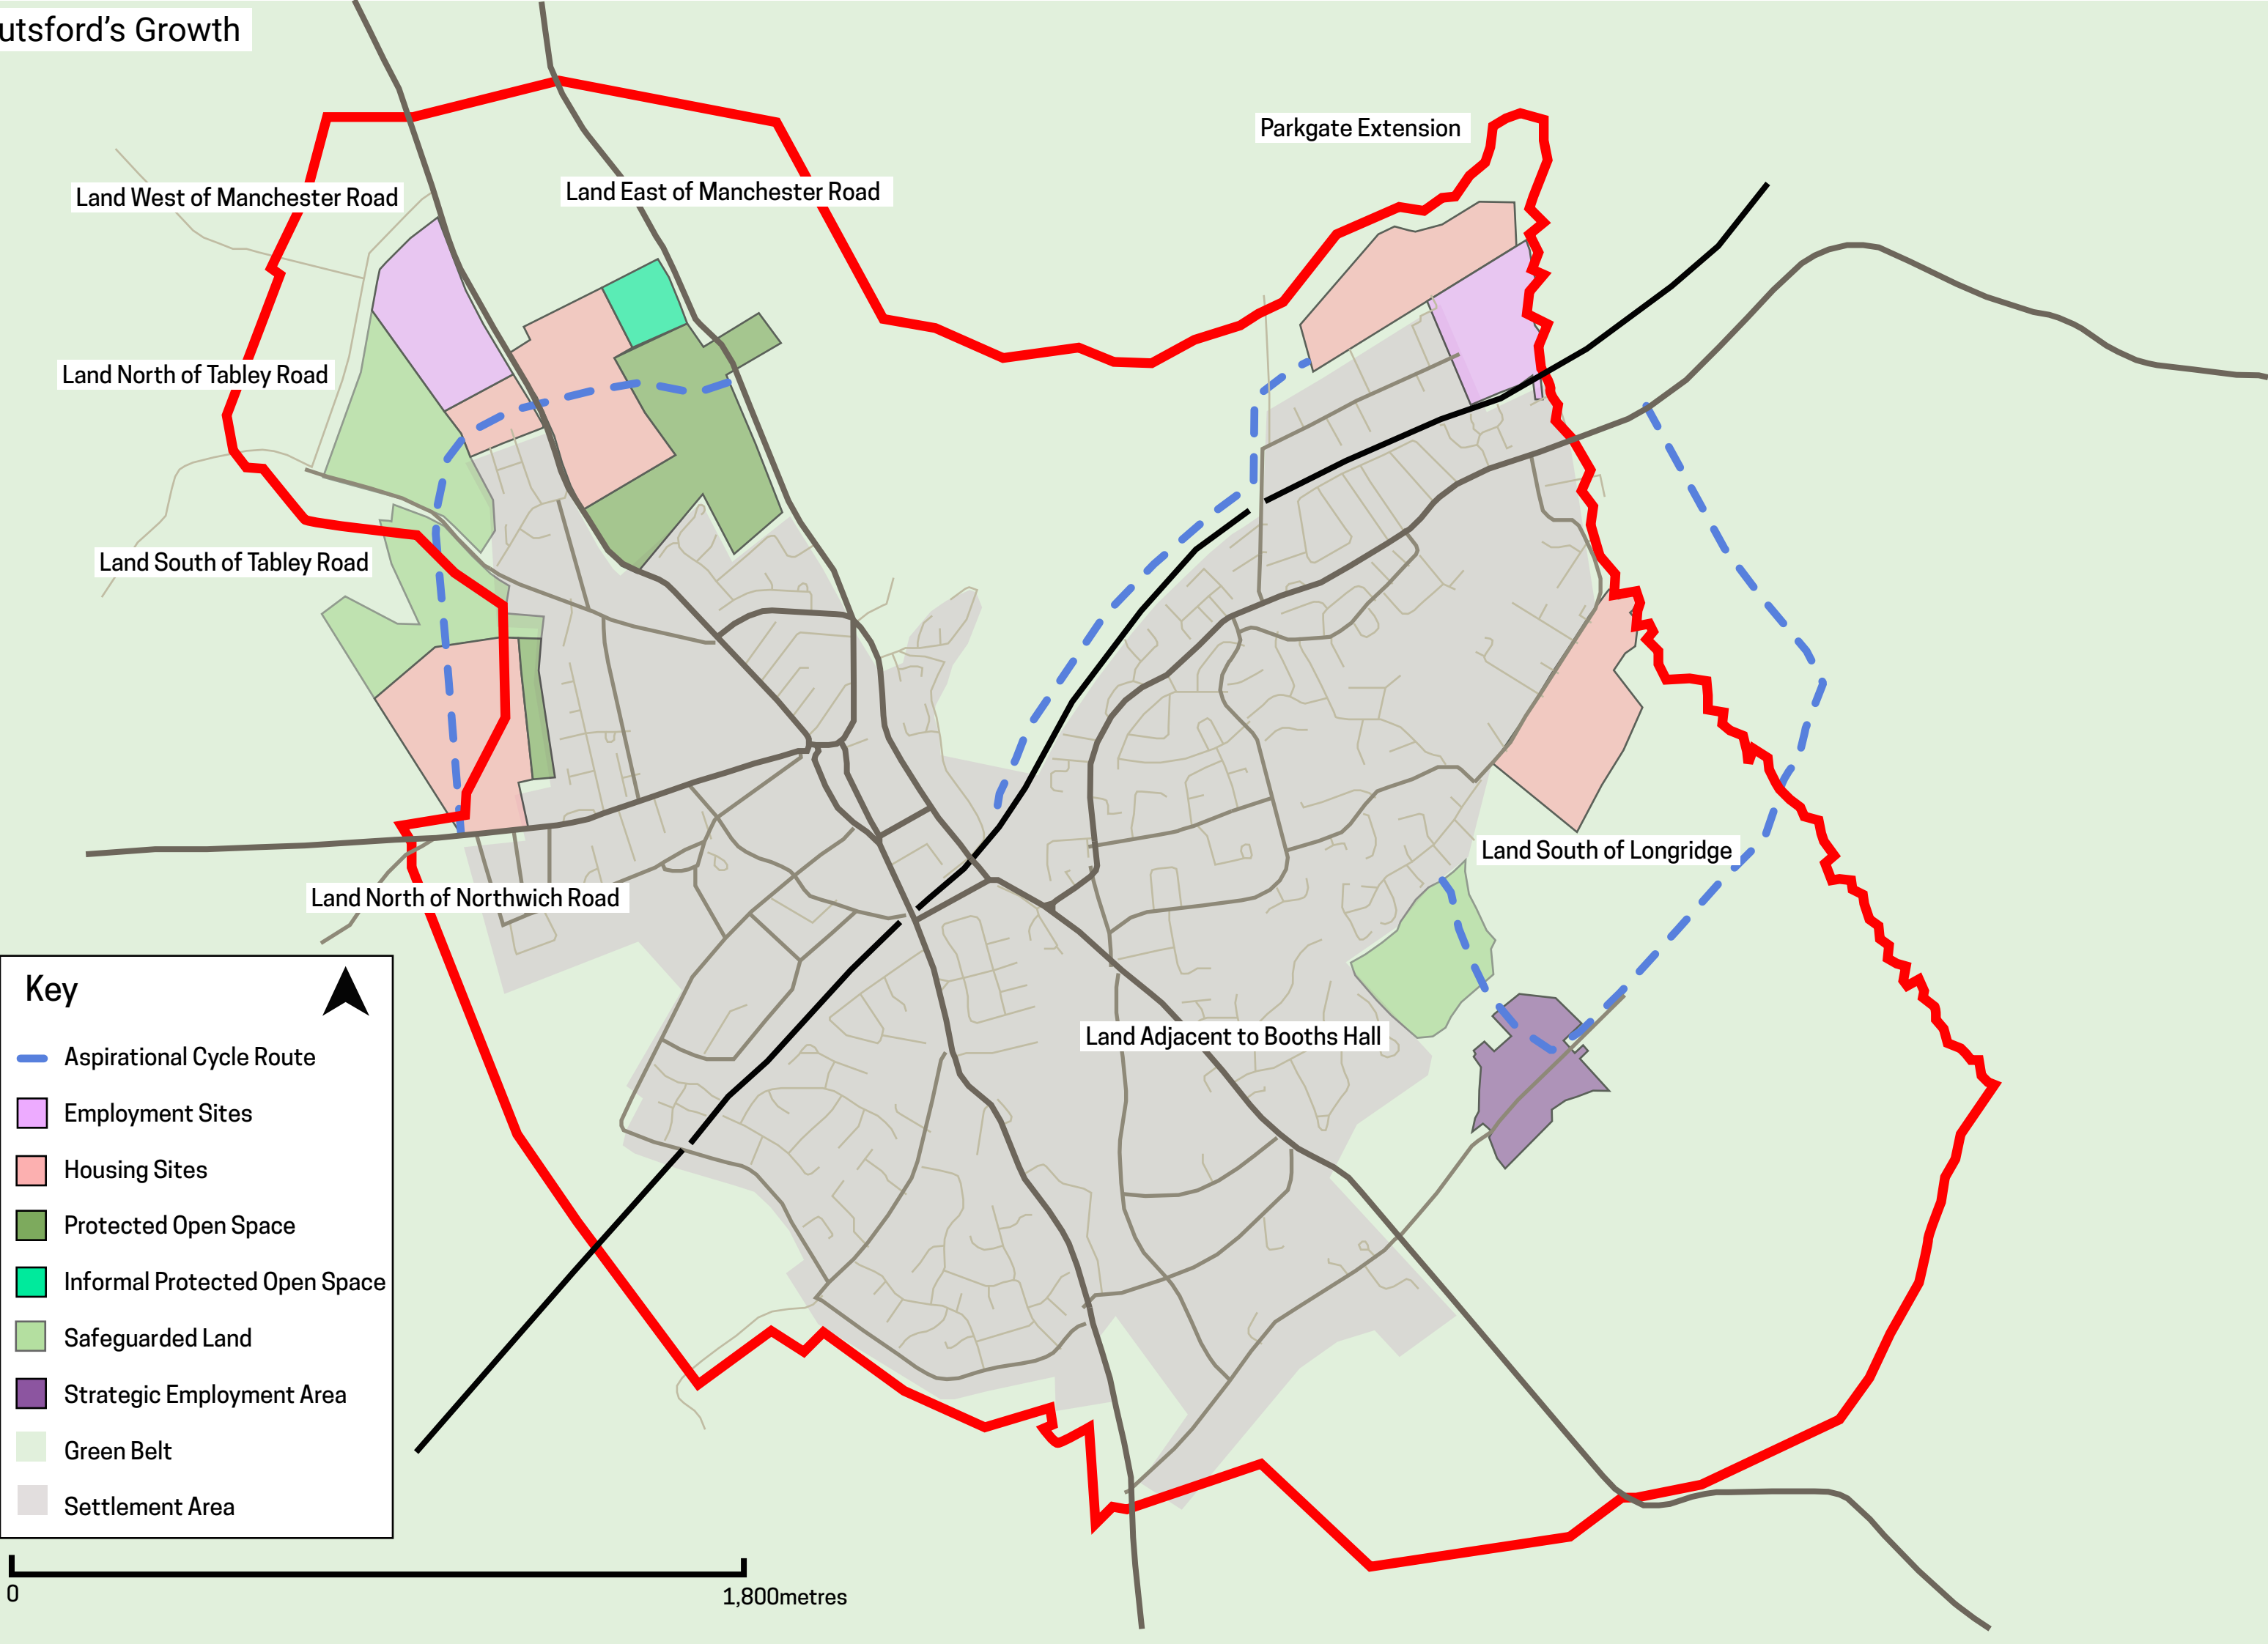 utsford's Growth
Parkgate Extension
Land West of Manchester Road
Land East of Manchester Road
Land North of Tabley Road
Land South of Tabley Road
Land South of Longridge
Land North of Northwich Road
Land Adjacent to Booths Hall
Key
Aspirational Cycle Route
Employment Sites
Housing Sites
Protected Open Space
Informal Protected Open Space
Safeguarded Land
Strategic Employment Area
Green Belt
Settlement Area
0
1,800metres